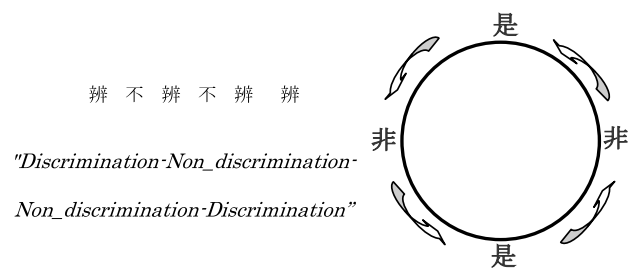 辨 不 辨 不 辨 辨
"Discrimination-Non_discrimination-
Non_discrimination-Discrimination”
是
非 非
是